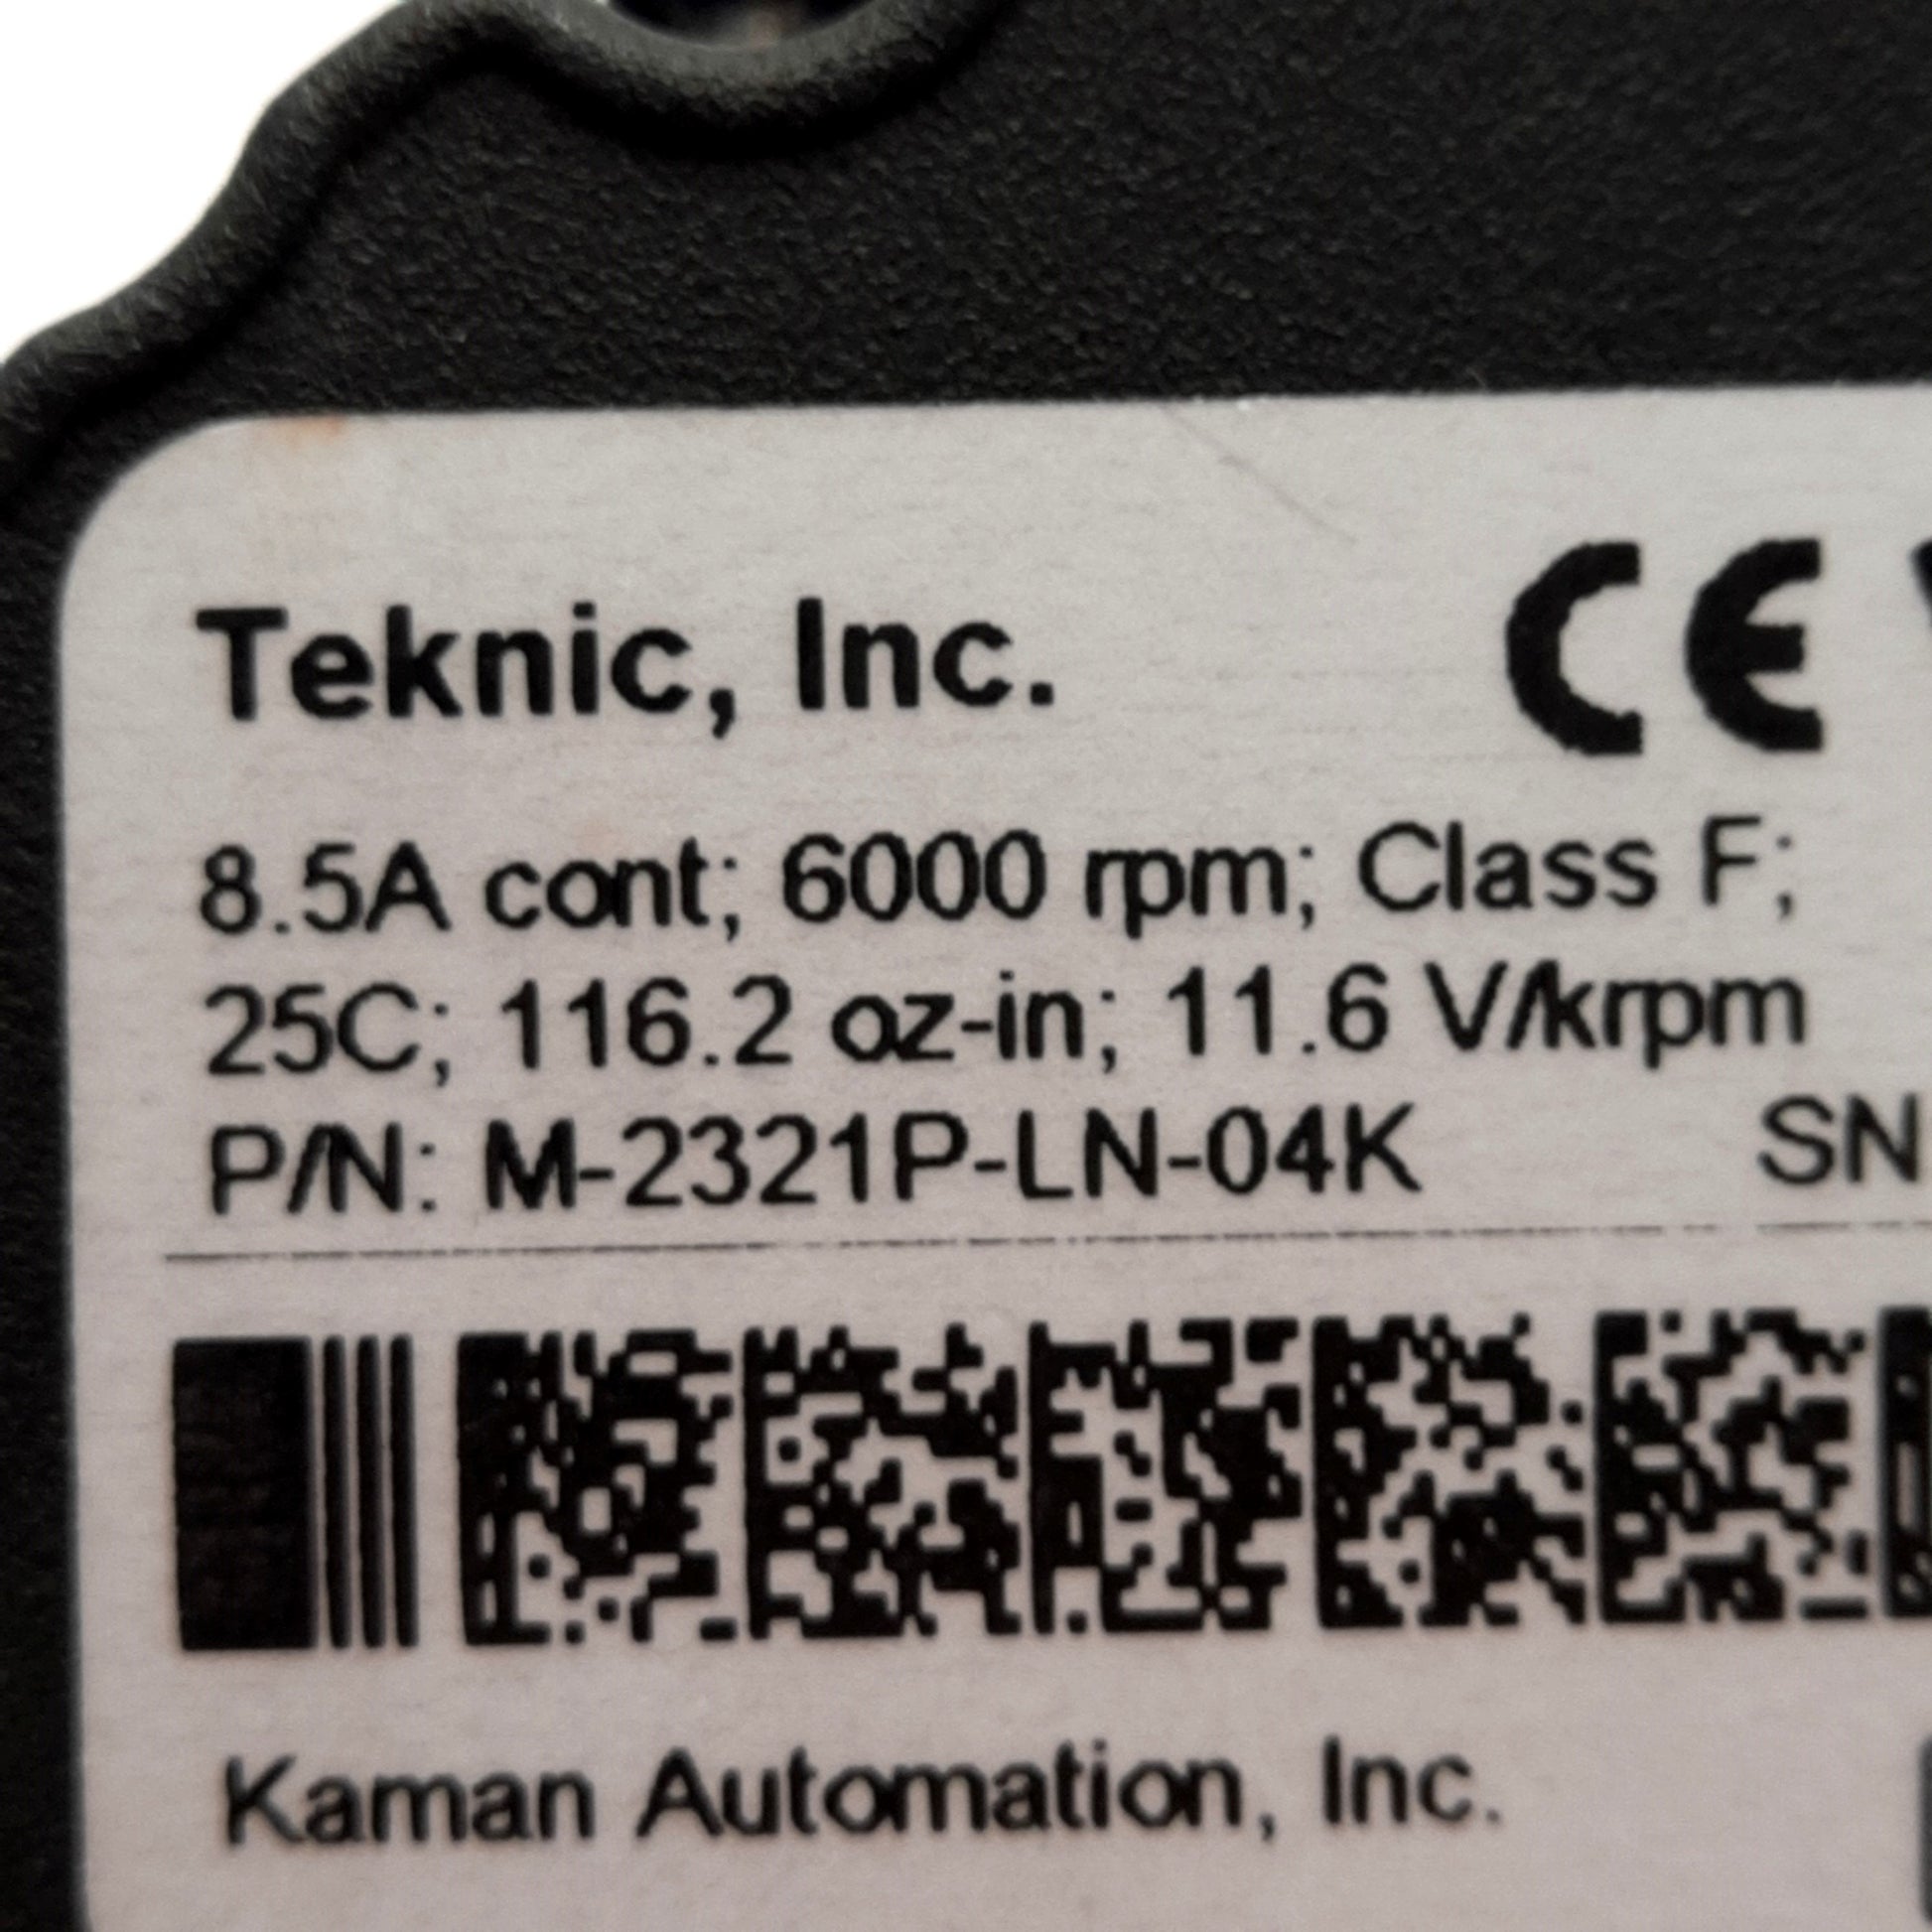 Teknic, Inc. CE
8.5A cont; 6000 rpm; Class F;
25C; 116.2 oz-in; 11.6 V/krpm
P/N: M-2321P-LN-04K SN
Kaman Automation, Inc.